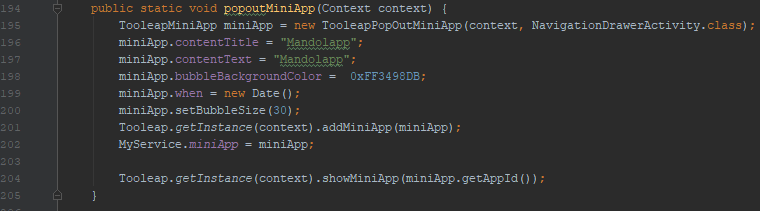 194 public static void popoutMiniApp(Context context) {
195 TooleapMiniApp miniApp = new TooleapPopOutMiniApp(context, NavigationDrawerActivity.class);
196 miniApp.contentTitle = "Mandolapp";
197 miniApp.contentText = "Mandolapp";
198 miniApp.bubbleBackgroundColor =  0xFF3498DB;
199 miniApp.when = new Date();
200 miniApp.setBubbleSize(30);
201 Tooleap.getInstance(context).addMiniApp(miniApp);
202 MyService.miniApp = miniApp;
203
204 Tooleap.getInstance(context).showMiniApp(miniApp.getAppId());
205 }